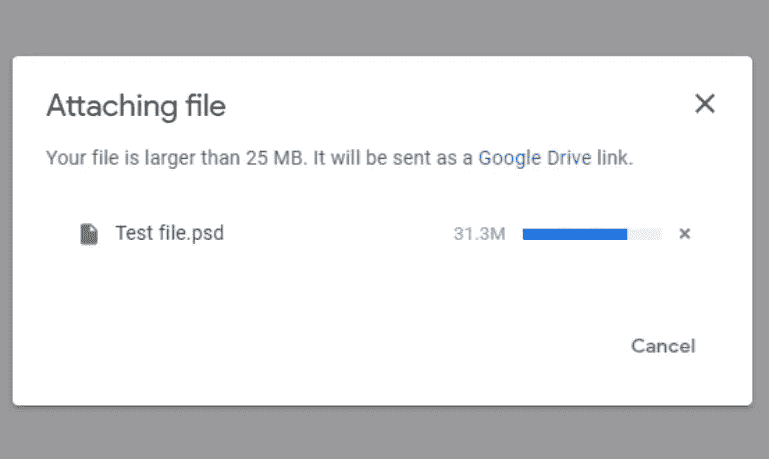 Attaching file
Your file is larger than 25 MB. It will be sent as a Google Drive link.
Test file.psd 31.3M
Cancel